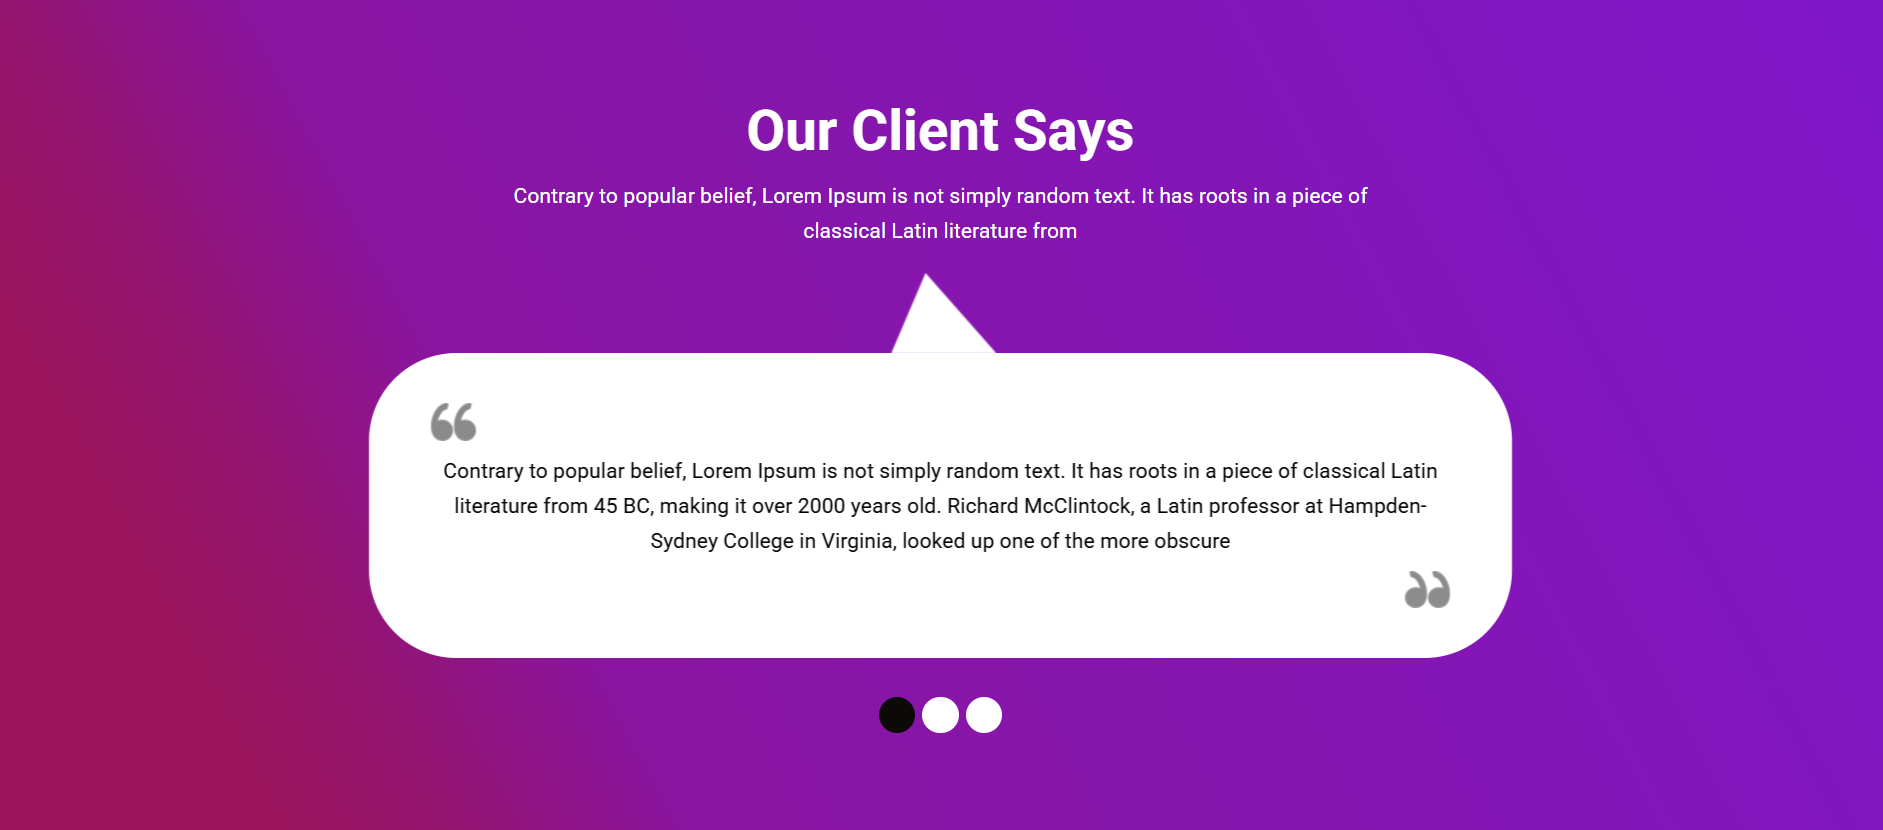 Our Client Says
Contrary to popular belief, Lorem Ipsum is not simply random text. It has roots in a piece of
classical Latin literature from
“
Contrary to popular belief, Lorem Ipsum is not simply random text. It has roots in a piece of classical Latin
literature from 45 BC, making it over 2000 years old. Richard McClintock, a Latin professor at Hampden-
Sydney College in Virginia, looked up one of the more obscure
”